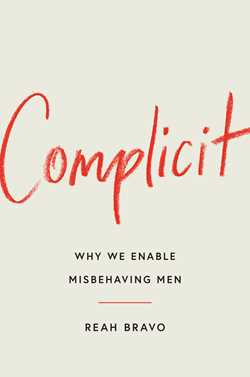 Complicit
WHY WE ENABLE
MISBEHAVING MEN
REAH BRAVO